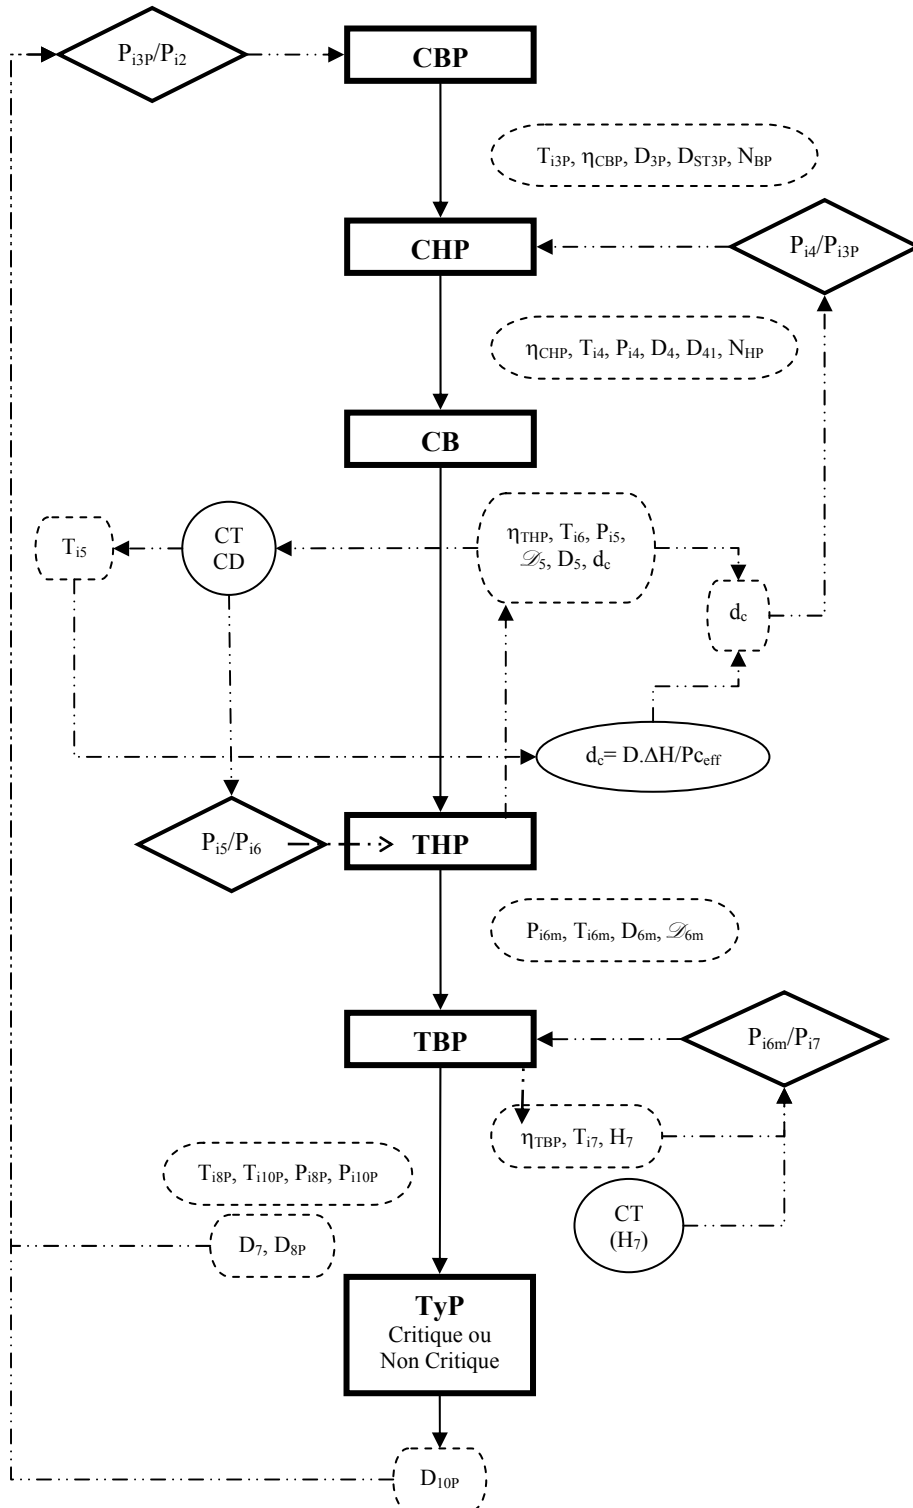 P_i3P/P_i2
CBP
T_i3P, η_CBP, D_3P, D_ST3P, N_BP
CHP
P_i4/P_i3P
η_CHP, T_i4, P_i4, D_4, D_41, N_HP
CB
T_i5
CT
CD
η_THP, T_i6, P_i5,
𝒟_5, D_5, d_c
d_c
d_c= D.ΔH/Pc_eff
P_i5/P_i6
THP
P_i6m, T_i6m, D_6m, 𝒟_6m
TBP
P_i6m/P_i7
η_TBP, T_i7, H_7
T_i8P, T_i10P, P_i8P, P_i10P
CT
(H_7)
D_7, D_8P
TyP
Critique ou
Non Critique
D_10P